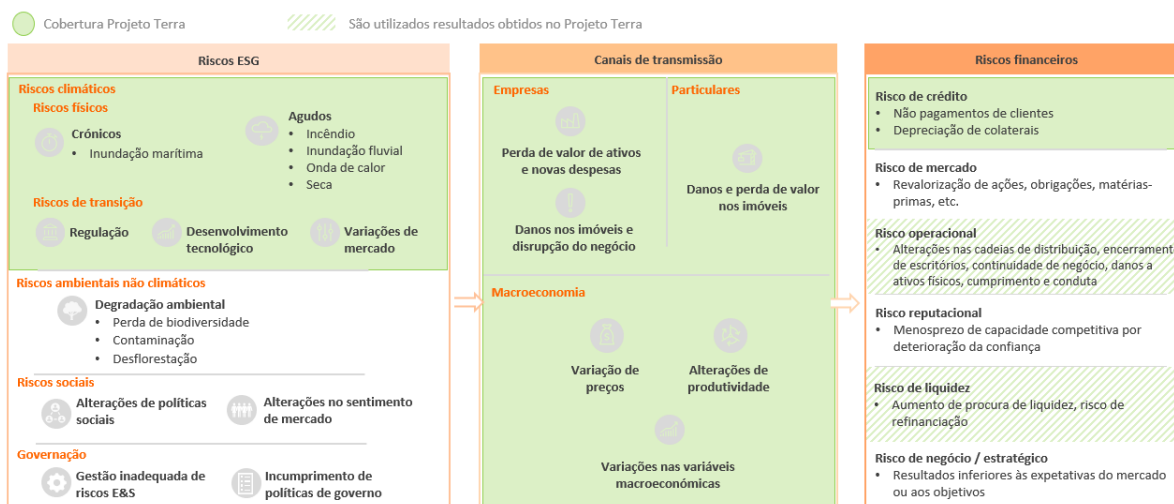 Cobertura Projeto Terra
São utilizados resultados obtidos no Projeto Terra
Riscos ESG
Riscos climáticos
Riscos físicos
Crónicos
• Inundação marítima
Agudos
• Incêndio
• Inundação fluvial
• Onda de calor
• Seca
Riscos de transição
Regulação
Desenvolvimento
tecnológico
Variações de
mercado
Riscos ambientais não climáticos
Degradação ambiental
• Perda de biodiversidade
• Contaminação
• Desflorestação
Riscos sociais
Alterações de políticas
sociais
Alterações no sentimento
de mercado
Governação
Gestão inadequada de
riscos E&S
Incumprimento de
políticas de governo
Canais de transmissão
Empresas
Perda de valor de ativos
e novas despesas
Danos nos imóveis e
disrupção do negócio
Particulares
Danos e perda de valor
nos imóveis
Macroeconomia
Variação de
preços
Alterações de
produtividade
Variações nas variáveis
macroeconómicas
Riscos financeiros
Risco de crédito
• Não pagamentos de clientes
• Depreciação de colaterais
Risco de mercado
• Revalorização de ações, obrigações, matérias-
primas, etc.
Risco operacional
• Alterações nas cadeias de distribuição, encerrament
de escritórios, continuidade de negócio, danos a
ativos físicos, cumprimento e conduta
Risco reputacional
• Menosprezo de capacidade competitiva por
deterioração da confiança
Risco de liquidez
• Aumento de procura de liquidez, risco de
refinanciação
Risco de negócio / estratégico
• Resultados inferiores às expetativas do mercado
ou aos objetivos